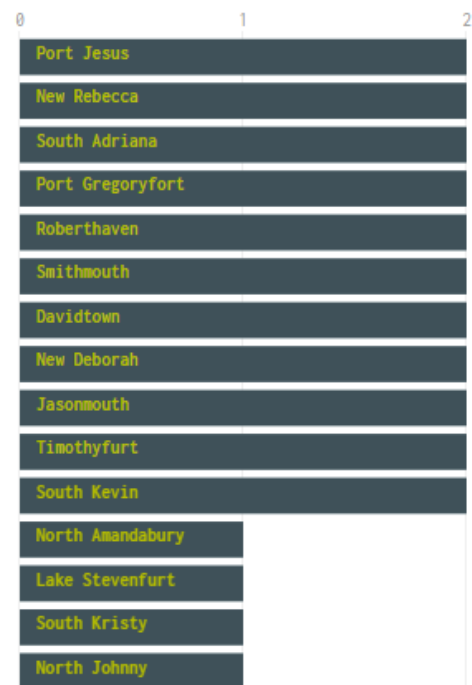 0 1 2
Port Jesus
New Rebecca
South Adriana
Port Gregoryfort
Roberthaven
Smithmouth
Davidtown
New Deborah
Jasonmouth
Timothyfurt
South Kevin
North Amandabury
Lake Stevenfurt
South Kristy
North Johnny